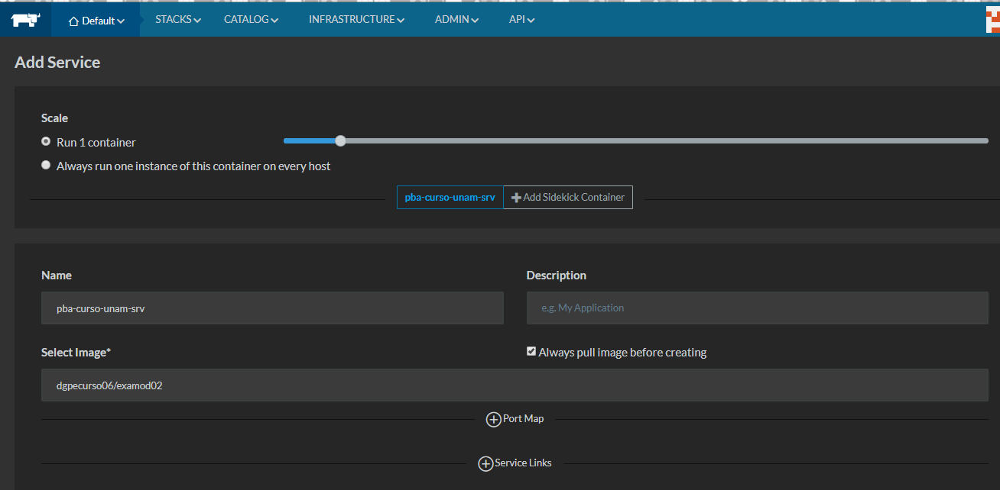 Default STACKS CATALOG INFRASTRUCTURE ADMIN API
Add Service
Scale
Run 1 container
Always run one instance of this container on every host
pba-curso-unam-srv Add Sidekick Container
Name Description
pba-curso-unam-srv e.g. My Application
Select Image* Always pull image before creating
dgpecurso06/examod02
Port Map
Service Links